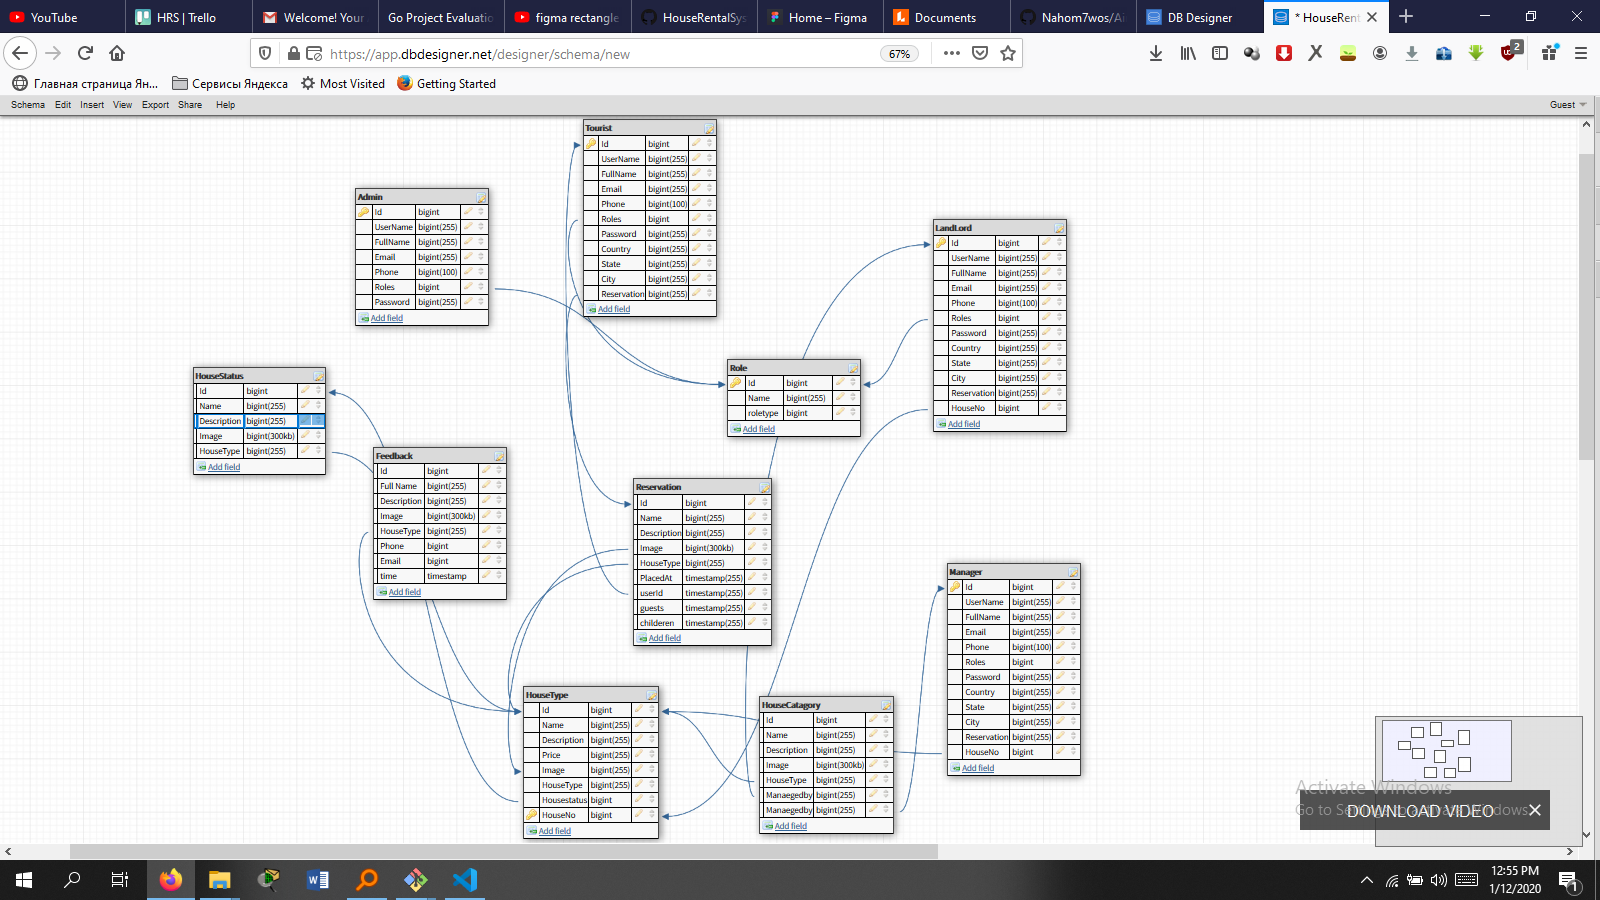 YouTube
HRS | Trello
Welcome! Your
Go Project Evaluatio
figma rectangle
HouseRentalSys
Home – Figma
Documents
Nahom7wos/Ai
DB Designer
* HouseRent
https://app.dbdesigner.net/designer/schema/new
67%
2
Главная страница Ян...
Сервисы Яндекса
Most Visited
Getting Started
Schema Edit Insert View Export Share Help
Guest
Tourist
Id bigint
UserName bigint(255)
FullName bigint(255)
Email bigint(255)
Phone bigint(100)
Roles bigint
Password bigint(255)
Country bigint(255)
State bigint(255)
City bigint(255)
Reservation bigint(255)
Add field
Admin
Id bigint
UserName bigint(255)
FullName bigint(255)
Email bigint(255)
Phone bigint(100)
Roles bigint
Password bigint(255)
Add field
LandLord
Id bigint
UserName bigint(255)
FullName bigint(255)
Email bigint(255)
Phone bigint(100)
Roles bigint
Password bigint(255)
Country bigint(255)
State bigint(255)
City bigint(255)
Reservation bigint(255)
HouseNo bigint
Add field
Role
Id bigint
Name bigint(255)
roletype bigint
Add field
HouseStatus
Id bigint
Name bigint(255)
Description bigint(255)
Image bigint(300kb)
HouseType bigint(255)
Add field
Feedback
Id bigint
Full Name bigint(255)
Description bigint(255)
Image bigint(300kb)
HouseType bigint(255)
Phone bigint
Email bigint
time timestamp
Add field
Reservation
Id bigint
Name bigint(255)
Description bigint(255)
Image bigint(300kb)
HouseType bigint(255)
PlacedAt timestamp(255)
userId timestamp(255)
guests timestamp(255)
childeren timestamp(255)
Add field
Manager
Id bigint
UserName bigint(255)
FullName bigint(255)
Email bigint(255)
Phone bigint(100)
Roles bigint
Password bigint(255)
Country bigint(255)
State bigint(255)
City bigint(255)
Reservation bigint(255)
HouseNo bigint
Add field
HouseType
Id bigint
Name bigint(255)
Description bigint(255)
Price bigint(255)
Image bigint(255)
HouseType bigint(255)
Housestatus bigint
HouseNo bigint
Add field
HouseCatagory
Id bigint
Name bigint(255)
Description bigint(255)
Image bigint(300kb)
HouseType bigint(255)
Manaegedby bigint(255)
Manaegedby bigint(255)
Add field
Activate Windows
Go to Settings to activate Windows.
DOWNLOAD VIDEO
12:55 PM
1/12/2020
1